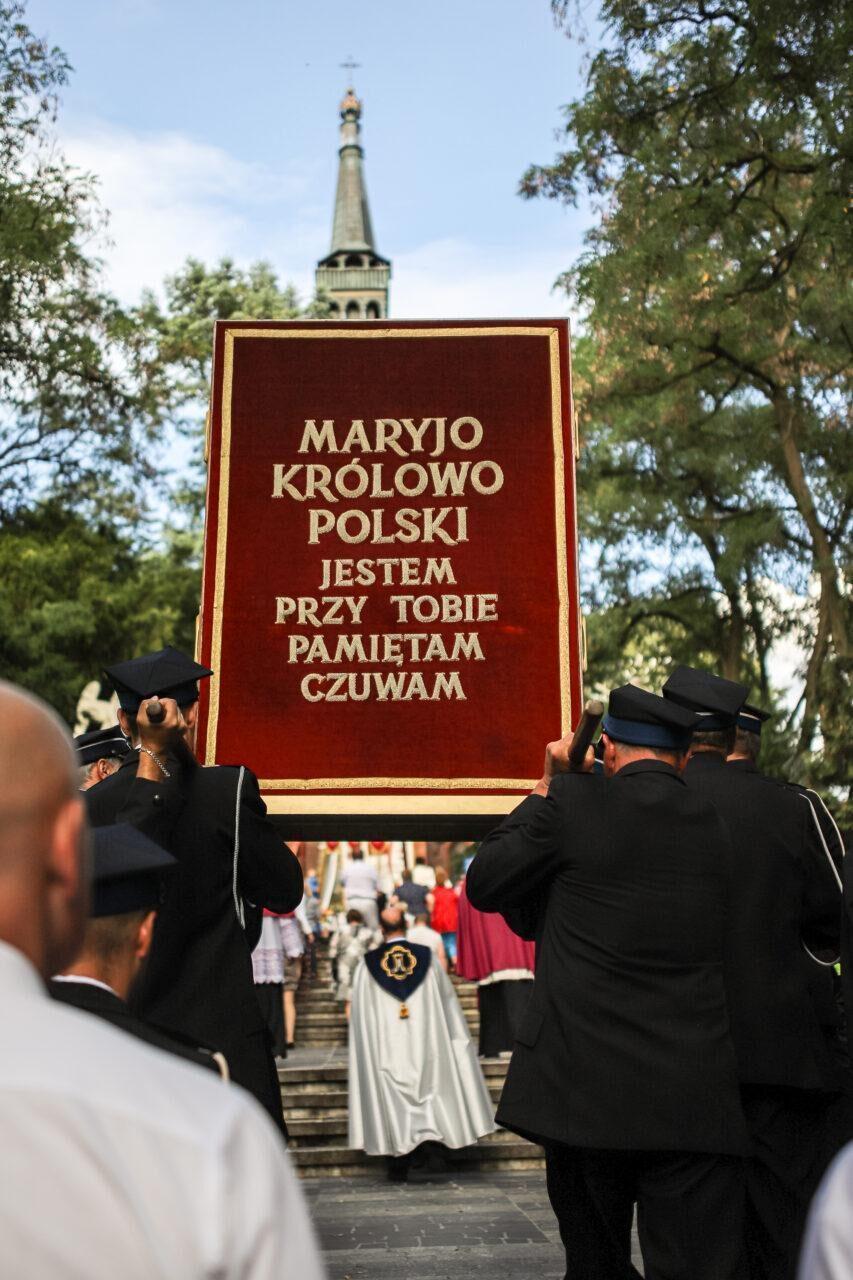 MARYJO
KRÓLOWO
POLSKI
JESTEM
PRZY TOBIE
PAMIĘTAM
CZUWAM